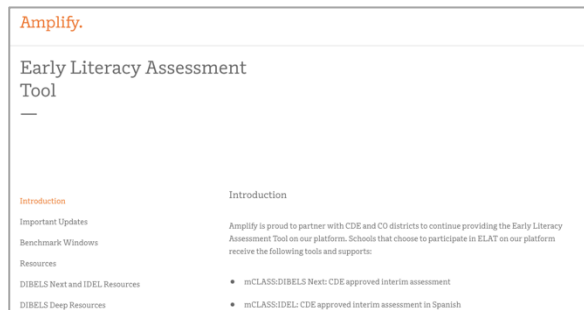 Amplify.
Early Literacy Assessment
Tool
Introduction
Important Updates
Benchmark Windows
Resources
DIBELS Next and IDEL Resources
DIBELS Deep Resources
Introduction
Amplify is proud to partner with CDE and CO districts to continue providing the Early Literacy
Assessment Tool on our platform. Schools that choose to participate in ELAT on our platform
receive the following tools and supports:
• mCLASS:DIBELS Next: CDE approved interim assessment
• mCLASS:IDEL: CDE approved interim assessment in Spanish